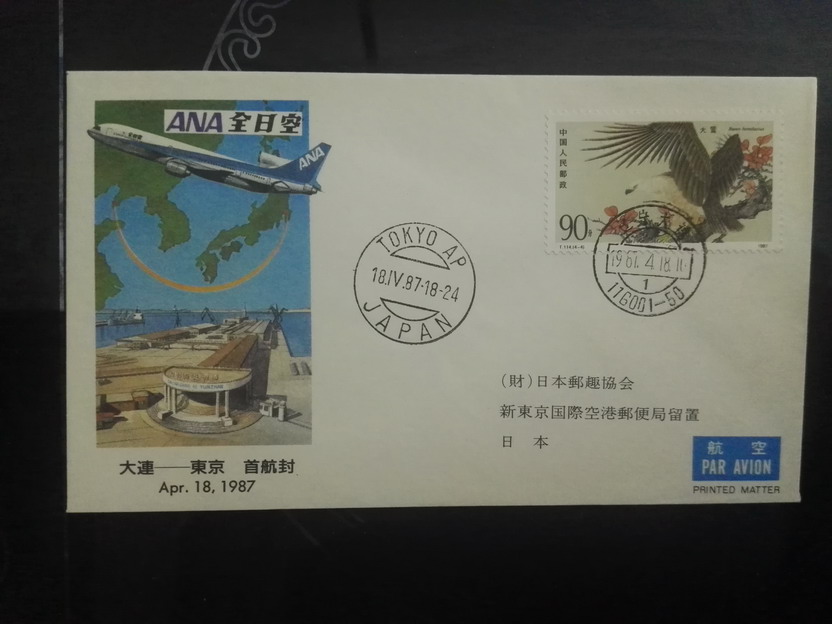 ANA 全日空
ANA
TOKYO AP
18.IV.87-18-24
JAPAN
中国人民邮政
90分
1987
116001-50
1
(財)日本郵趣協会
新東京国際空港郵便局留置
日 本
航 空
PAR AVION
PRINTED MATTER
大連——東京 首航封
Apr. 18, 1987